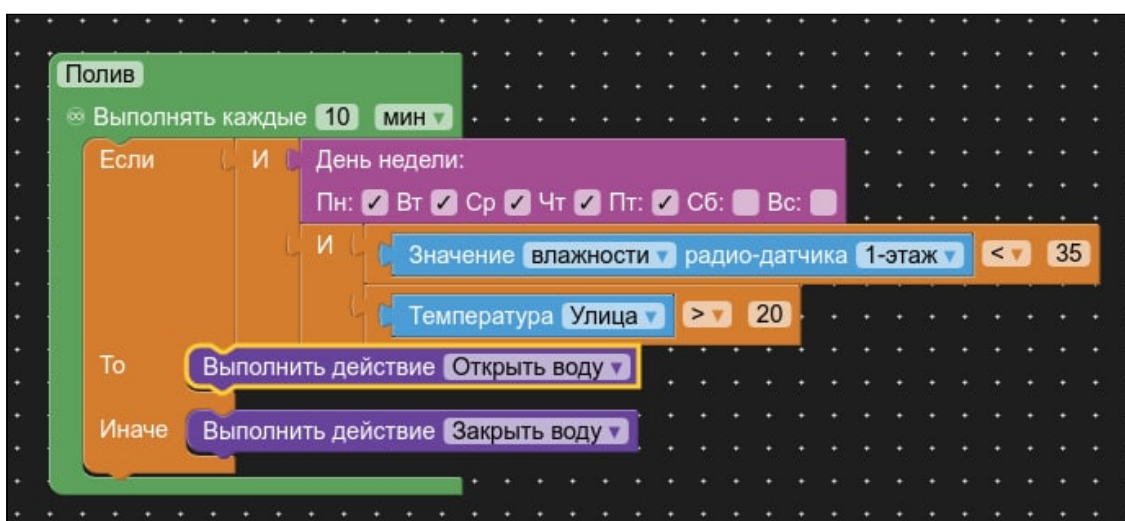 Полив
Выполнять каждые 10 мин
Если И День недели:
Пн: ✓ Вт ✓ Ср ✓ Чт ✓ Пт: ✓ Сб: Вс:
И Значение влажности радио-датчика 1-этаж < 35
Температура Улица > 20
То Выполнить действие Открыть воду
Иначе Выполнить действие Закрыть воду